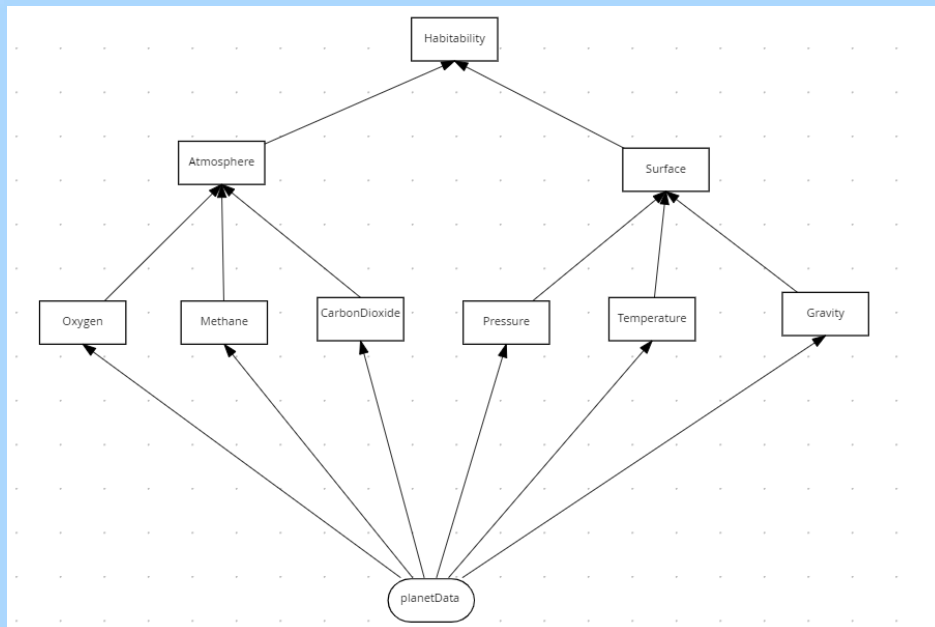 Habitability
Atmosphere
Surface
Oxygen
Methane
CarbonDioxide
Pressure
Temperature
Gravity
planetData